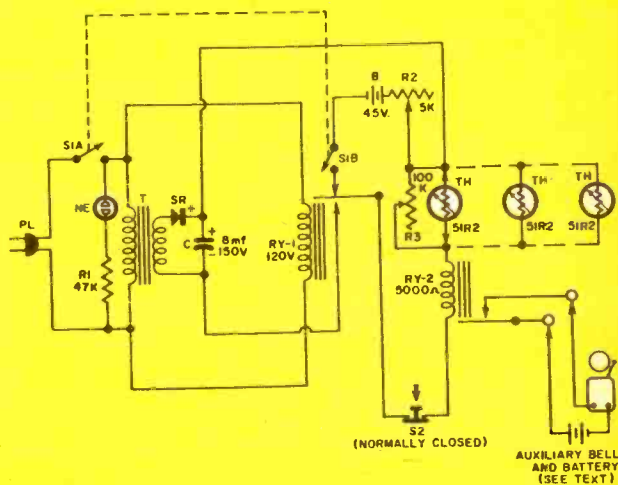 B
R2
45V.
5K
S1A
S1B
100
K
TH
TH
TH
NE
T
SR
+
51R2
51R2
51R2
PL
+
C
8mf
150V
-
RY-1
120V
R3
R1
47K
RY-2
5000Ω
S2
(NORMALLY CLOSED)
AUXILIARY BELL
AND BATTERY
(SEE TEXT)